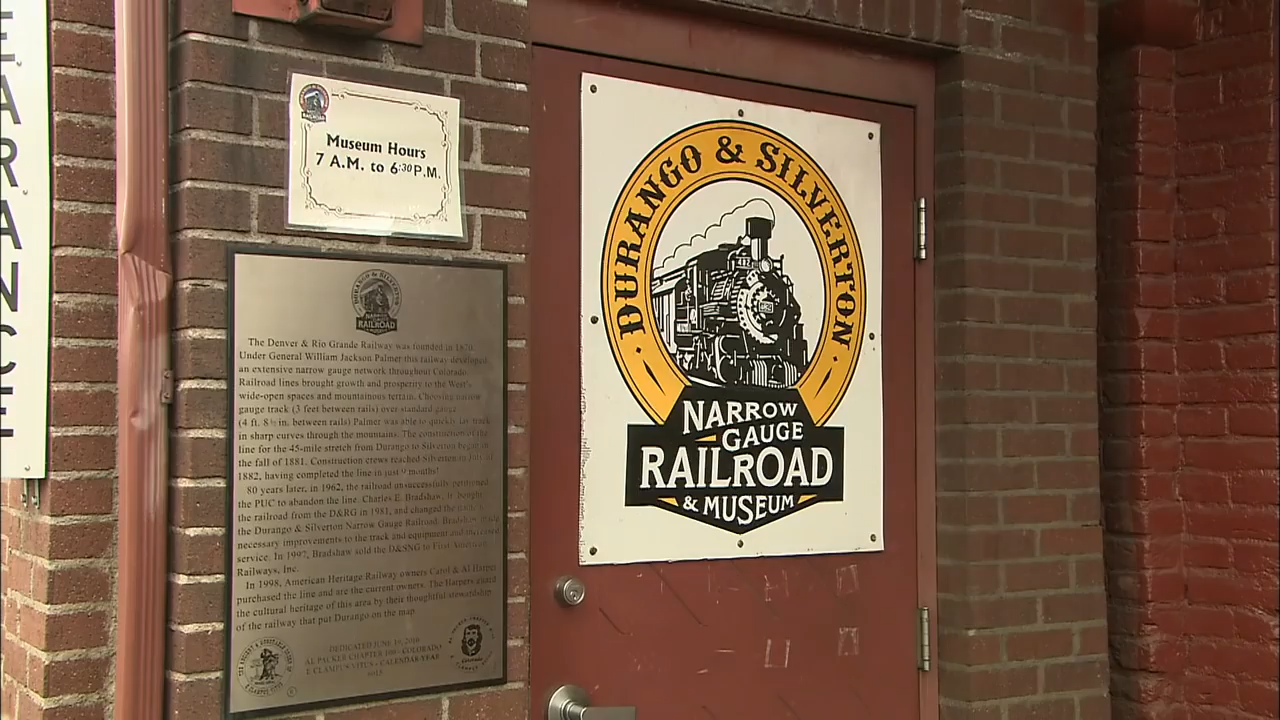 EARANCE
Museum Hours
7 A.M. to 6:30 P.M.
DURANGO & SILVERTON
NARROW
GAUGE
RAILROAD
& MUSEUM
DURANGO & SILVERTON
NARROW GAUGE
RAILROAD
The Denver & Rio Grande Railway was founded in 1870.
Under General William Jackson Palmer this railway developed
an extensive narrow gauge network throughout Colorado.
Railroad lines brought growth and prosperity to the West's
wide-open spaces and mountainous terrain. Choosing narrow
gauge track (3 feet between rails) over standard gauge
(4 ft. 8½ in. between rails) Palmer was able to quickly lay track
in sharp curves through the mountains. The construction of the
line for the 45-mile stretch from Durango to Silverton began in
the fall of 1881. Construction crews reached Silverton in July of
1882, having completed the line in just 9 months!
80 years later, in 1962, the railroad unsuccessfully petitioned
the PUC to abandon the line. Charles E. Bradshaw, Jr. bought
the railroad from the D&RG in 1981, and changed the name to
the Durango & Silverton Narrow Gauge Railroad. Bradshaw made
necessary improvements to the track and equipment and increased
service. In 1997, Bradshaw sold the D&SNG to First American
Railways, Inc.
In 1998, American Heritage Railway owners Carol & Al Harper
purchased the line and are the current owners. The Harpers guard
the cultural heritage of this area by their thoughtful stewardship
of the railway that put Durango on the map.
DEDICATED JUNE 18, 2016
AL PACKER CHAPTER 100 - COLORADO
E CLAMPUS VITUS - CALENDAR YEAR
6015